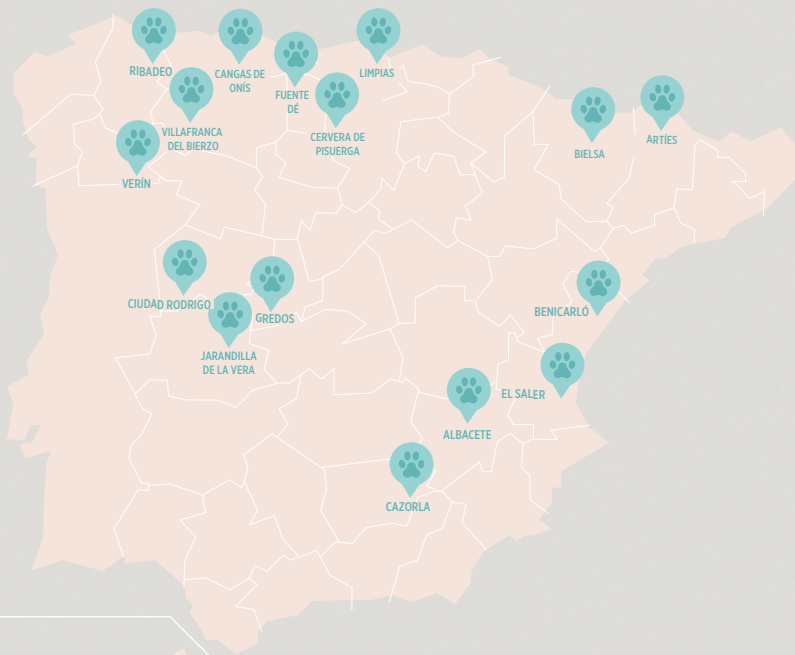 RIBADEO
CANGAS DE
ONÍS
FUENTE
DÉ
LIMPIAS
VILLAFRANCA
DEL BIERZO
CERVERA DE
PISUERGA
VERÍN
BIELSA
ARTÍES
CIUDAD RODRIGO
GREDOS
JARANDILLA
DE LA VERA
BENICARLÓ
EL SALER
ALBACETE
CAZORLA